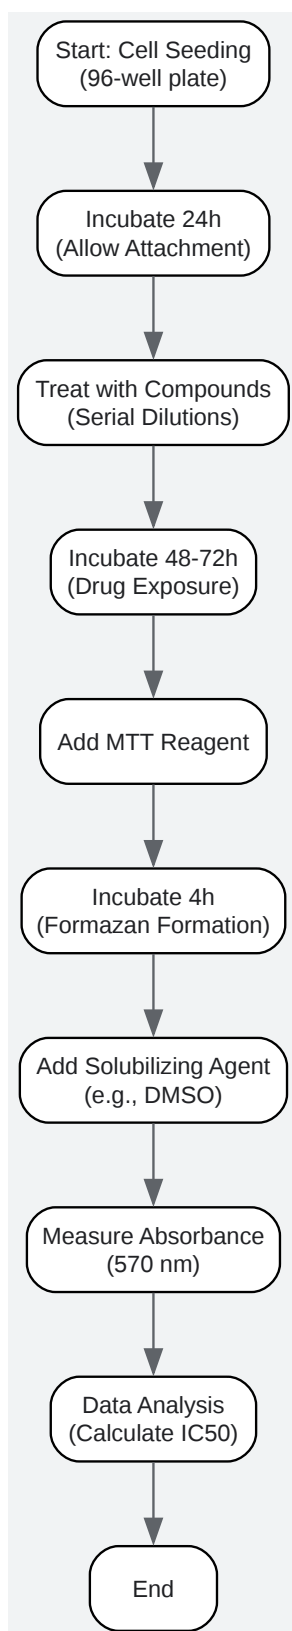 Start: Cell Seeding
(96-well plate)
Incubate 24h
(Allow Attachment)
Treat with Compounds
(Serial Dilutions)
Incubate 48-72h
(Drug Exposure)
Add MTT Reagent
Incubate 4h
(Formazan Formation)
Add Solubilizing Agent
(e.g., DMSO)
Measure Absorbance
(570 nm)
Data Analysis
(Calculate IC50)
End